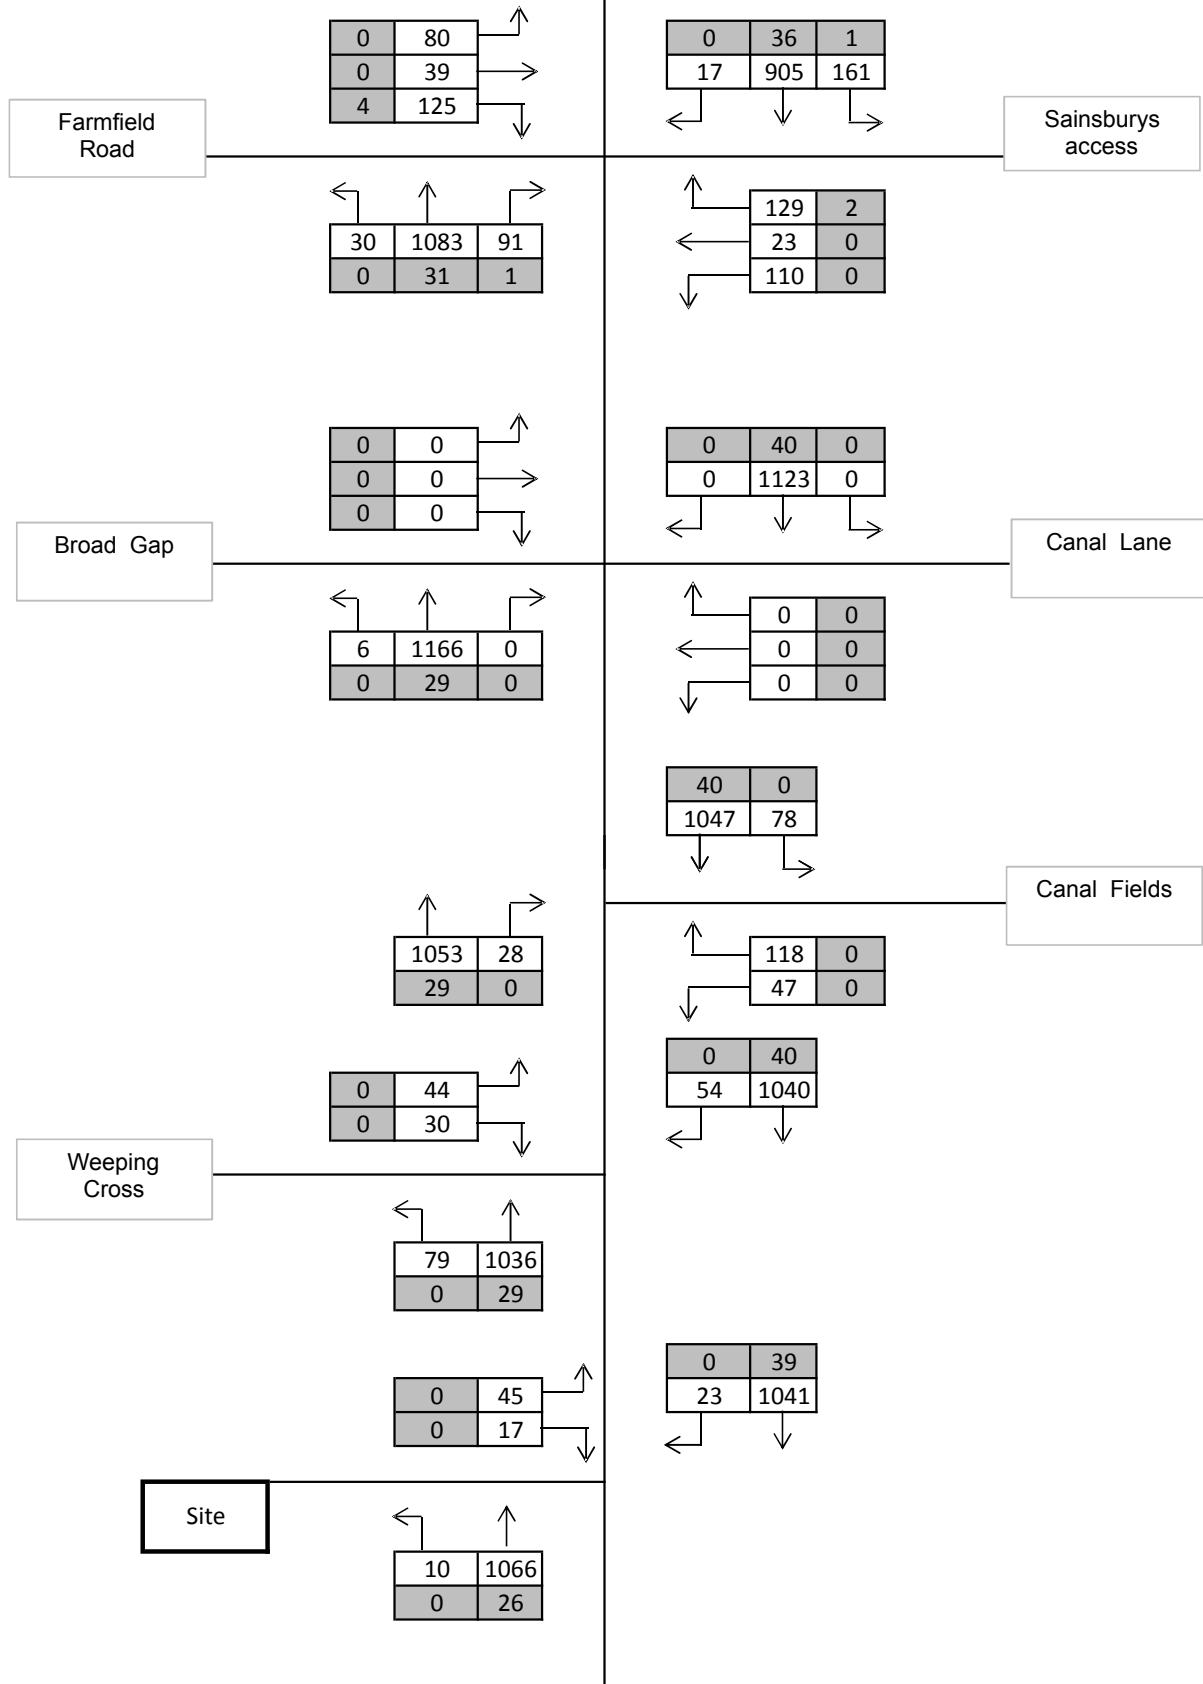 0 80
0 39
4 125
0 36 1
17 905 161
Farmfield
Road
Sainsburys
access
30 1083 91
0 31 1
129 2
23 0
110 0
0 0
0 0
0 0
0 40 0
0 1123 0
Broad Gap
Canal Lane
6 1166 0
0 29 0
0 0
0 0
0 0
40 0
1047 78
Canal Fields
1053 28
29 0
118 0
47 0
0 40
54 1040
0 44
0 30
Weeping
Cross
79 1036
0 29
0 39
23 1041
0 45
0 17
Site
10 1066
0 26